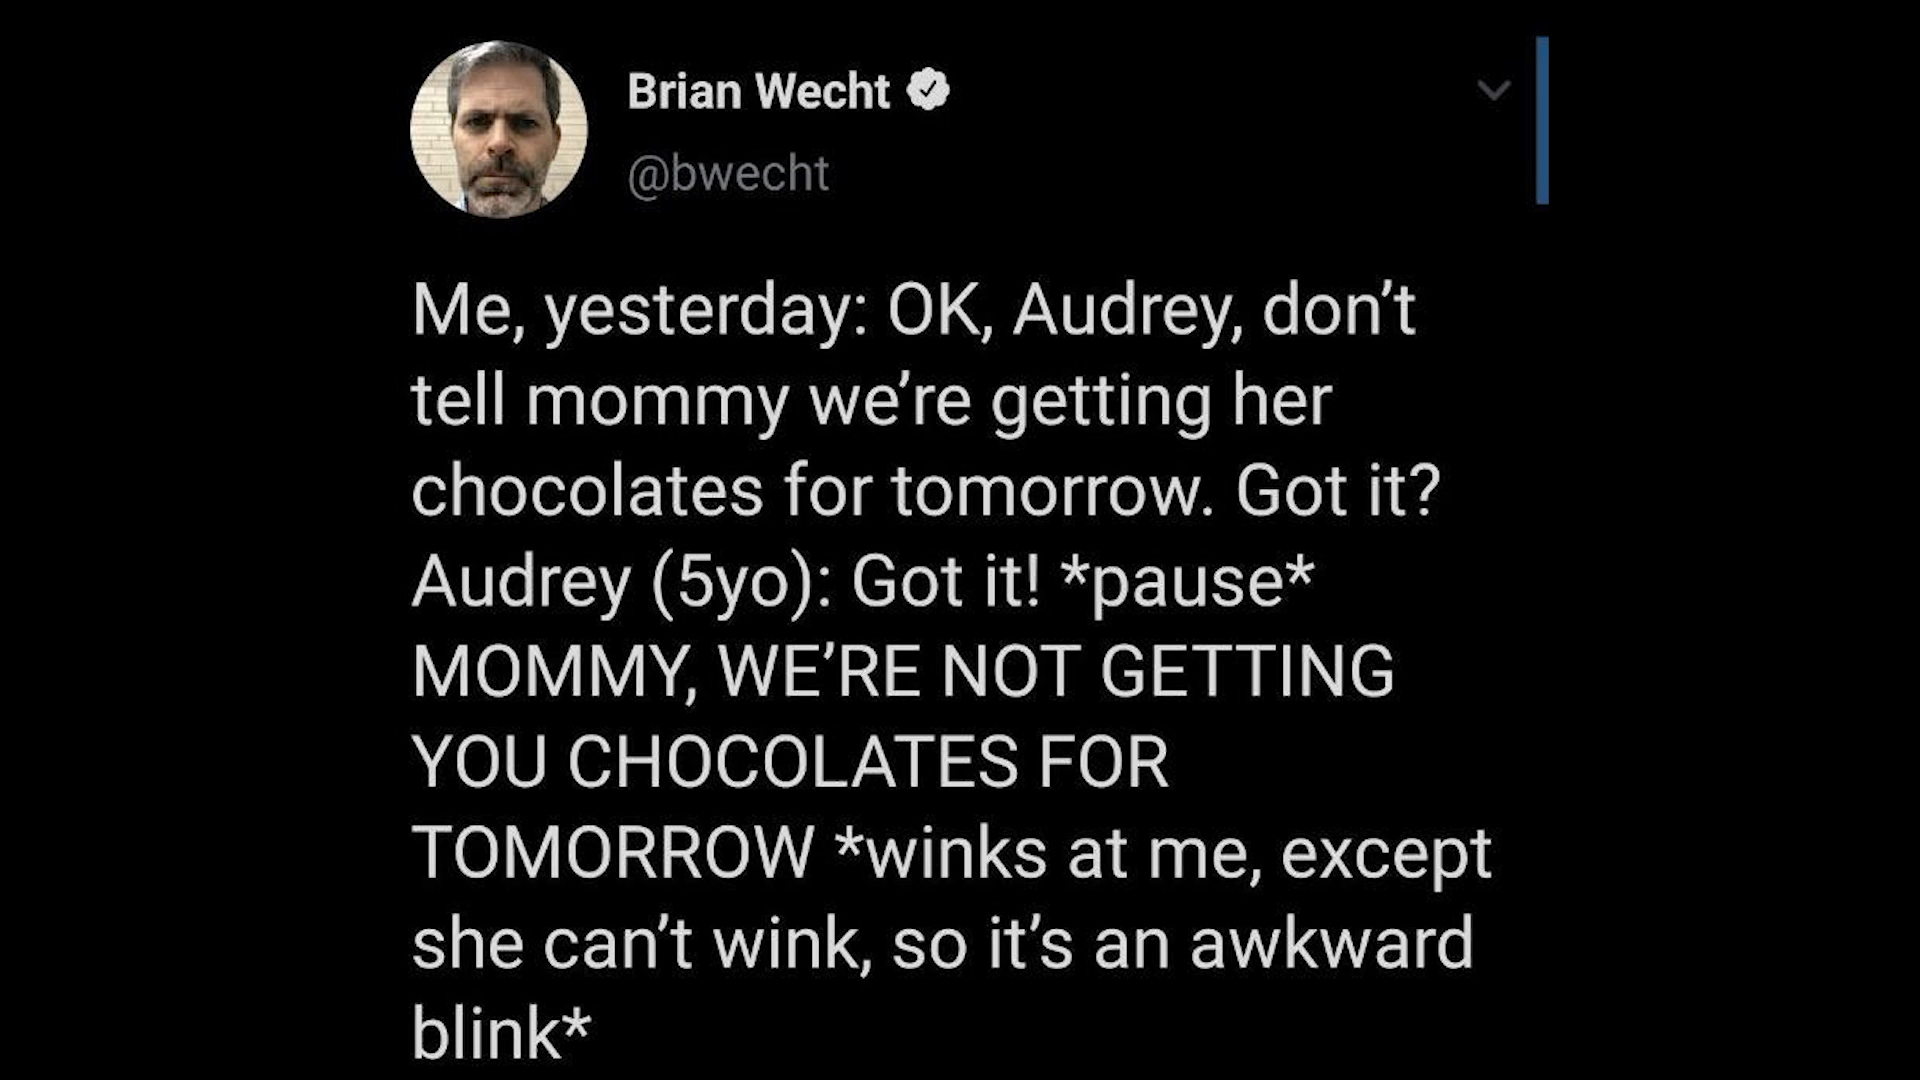 Brian Wecht
@bwecht
Me, yesterday: OK, Audrey, don’t
tell mommy we’re getting her
chocolates for tomorrow. Got it?
Audrey (5yo): Got it! *pause*
MOMMY, WE’RE NOT GETTING
YOU CHOCOLATES FOR
TOMORROW *winks at me, except
she can’t wink, so it’s an awkward
blink*